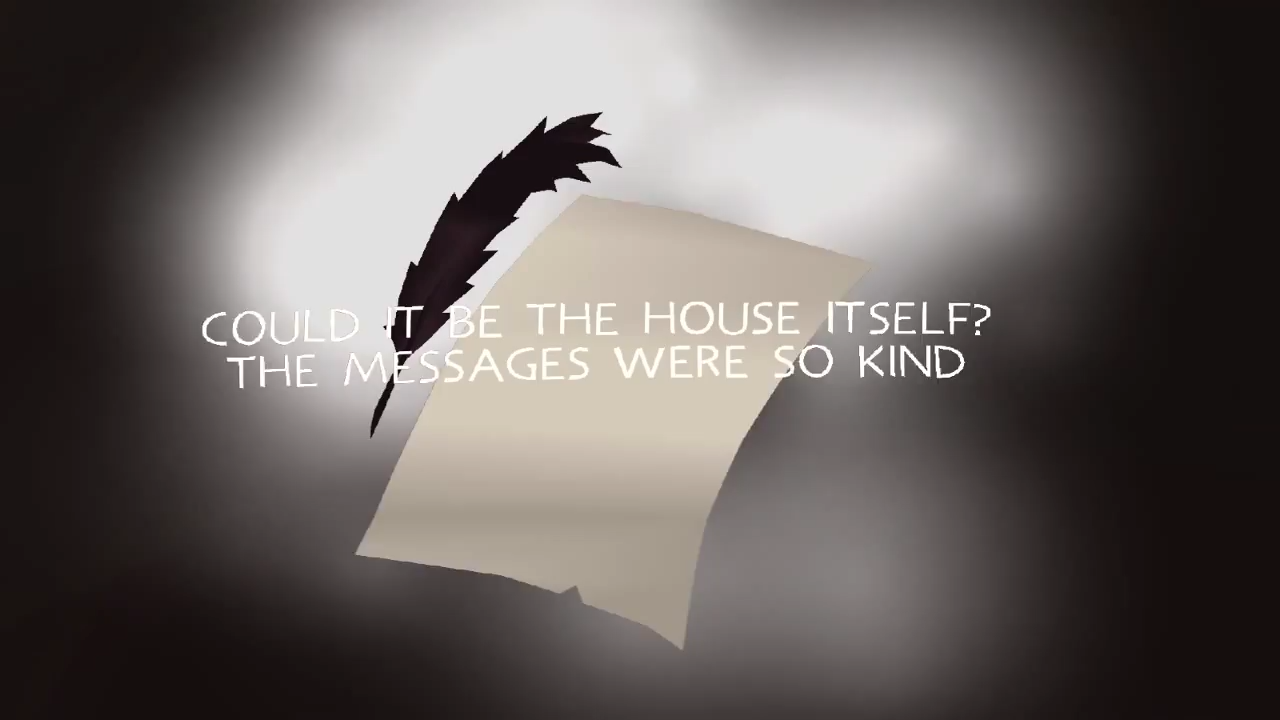 COULD IT BE THE HOUSE ITSELF?
THE MESSAGES WERE SO KIND